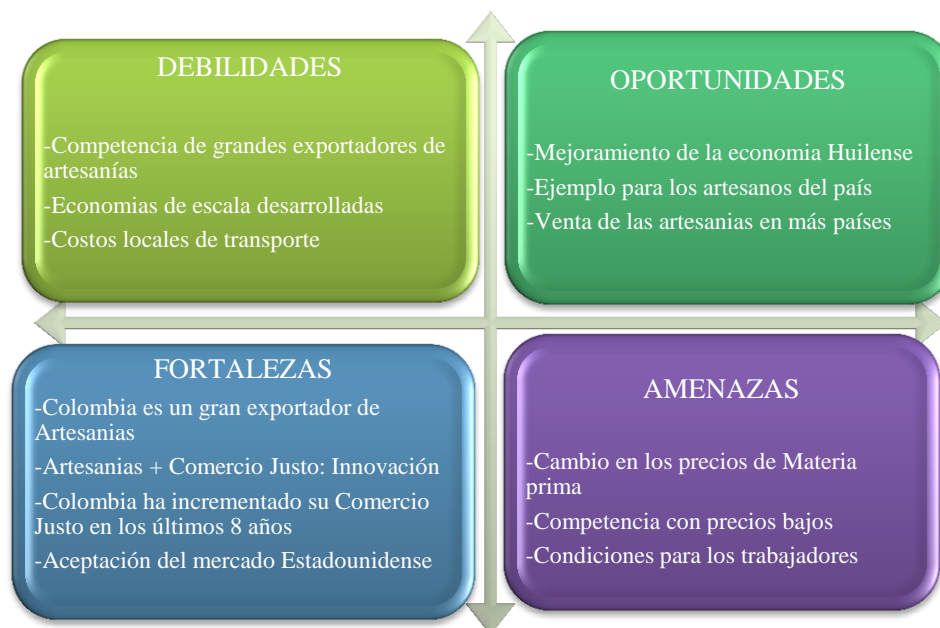 DEBILIDADES
-Competencia de grandes exportadores de
artesanías
-Economias de escala desarrolladas
-Costos locales de transporte
OPORTUNIDADES
-Mejoramiento de la economia Huilense
-Ejemplo para los artesanos del país
-Venta de las artesanias en más países
FORTALEZAS
-Colombia es un gran exportador de
Artesanias
-Artesanias + Comercio Justo: Innovación
-Colombia ha incrementado su Comercio
Justo en los últimos 8 años
-Aceptación del mercado Estadounidense
AMENAZAS
-Cambio en los precios de Materia
prima
-Competencia con precios bajos
-Condiciones para los trabajadores